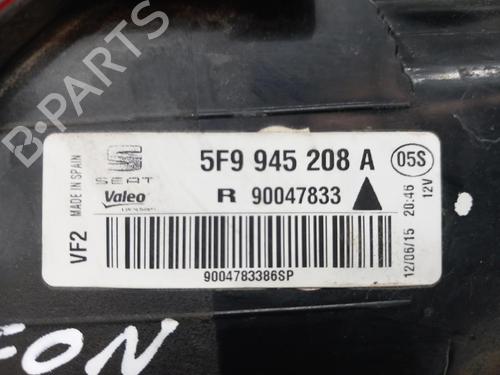 B-PARTS
5F9 945 208 A
05S
SEAT
R 90047833
Valeo
MADE IN SPAIN
VF2
12/06/15 20:46
12V
9004783386SP
EON